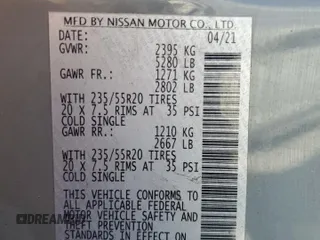 MFD BY NISSAN MOTOR CO., LTD.
DATE: 04/21
GVWR: 2395 KG
5280 LB
GAWR FR.: 1271 KG
2802 LB
WITH 235/55R20 TIRES
20 X 7.5 RIMS AT 35 PSI
COLD SINGLE
GAWR RR.: 1210 KG
2667 LB
WITH 235/55R20 TIRES
20 X 7.5 RIMS AT 35 PSI
COLD SINGLE
THIS VEHICLE CONFORMS TO
ALL APPLICABLE FEDERAL
MOTOR VEHICLE SAFETY AND
THEFT PREVENTION
STANDARDS IN EFFECT ON